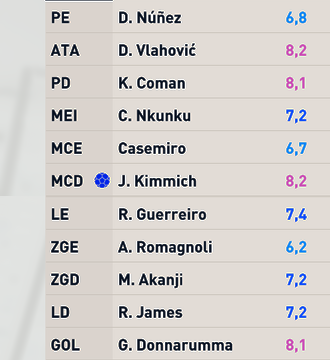 PE D. Núñez 6,8
ATA D. Vlahović 8,2
PD K. Coman 8,1
MEI C. Nkunku 7,2
MCE Casemiro 6,7
MCD J. Kimmich 8,2
LE R. Guerreiro 7,4
ZGE A. Romagnoli 6,2
ZGD M. Akanji 7,2
LD R. James 7,2
GOL G. Donnarumma 8,1